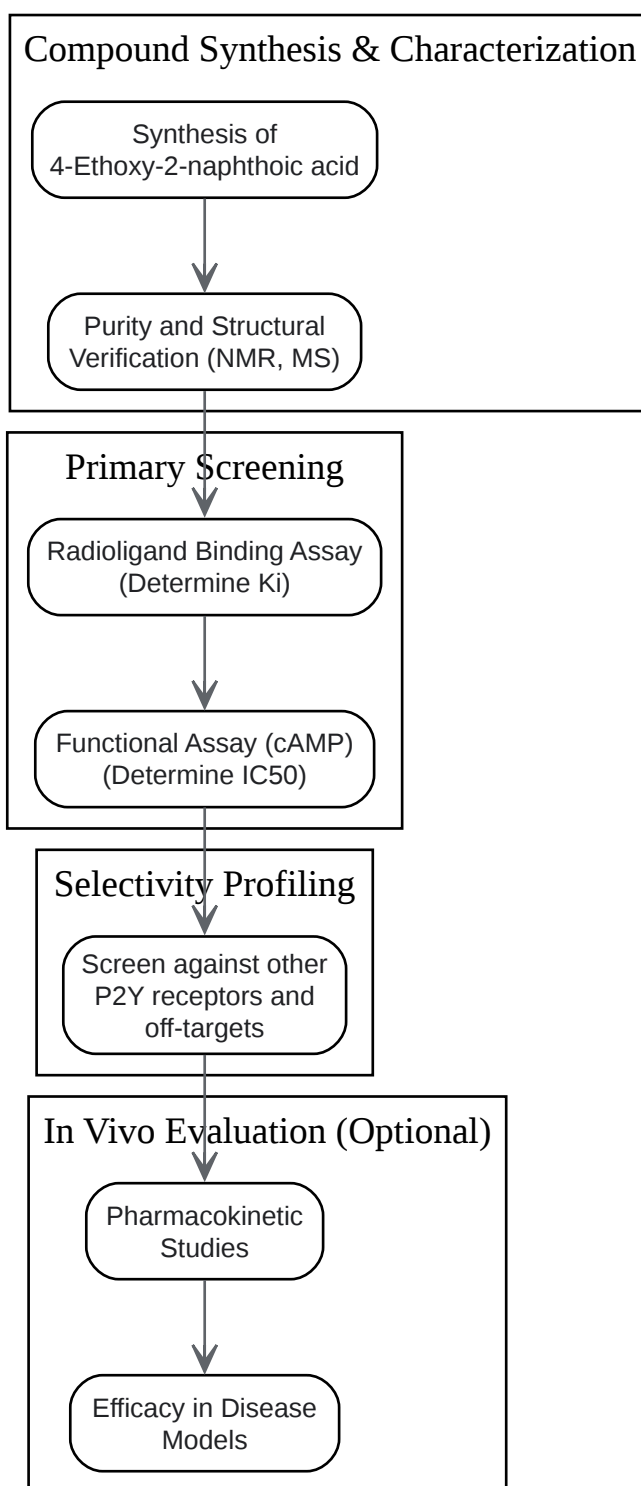 Compound Synthesis & Characterization
Synthesis of
4-Ethoxy-2-naphthoic acid
Purity and Structural
Verification (NMR, MS)
Primary Screening
Radioligand Binding Assay
(Determine Ki)
Functional Assay (cAMP)
(Determine IC50)
Selectivity Profiling
Screen against other
P2Y receptors and
off-targets
In Vivo Evaluation (Optional)
Pharmacokinetic
Studies
Efficacy in Disease
Models